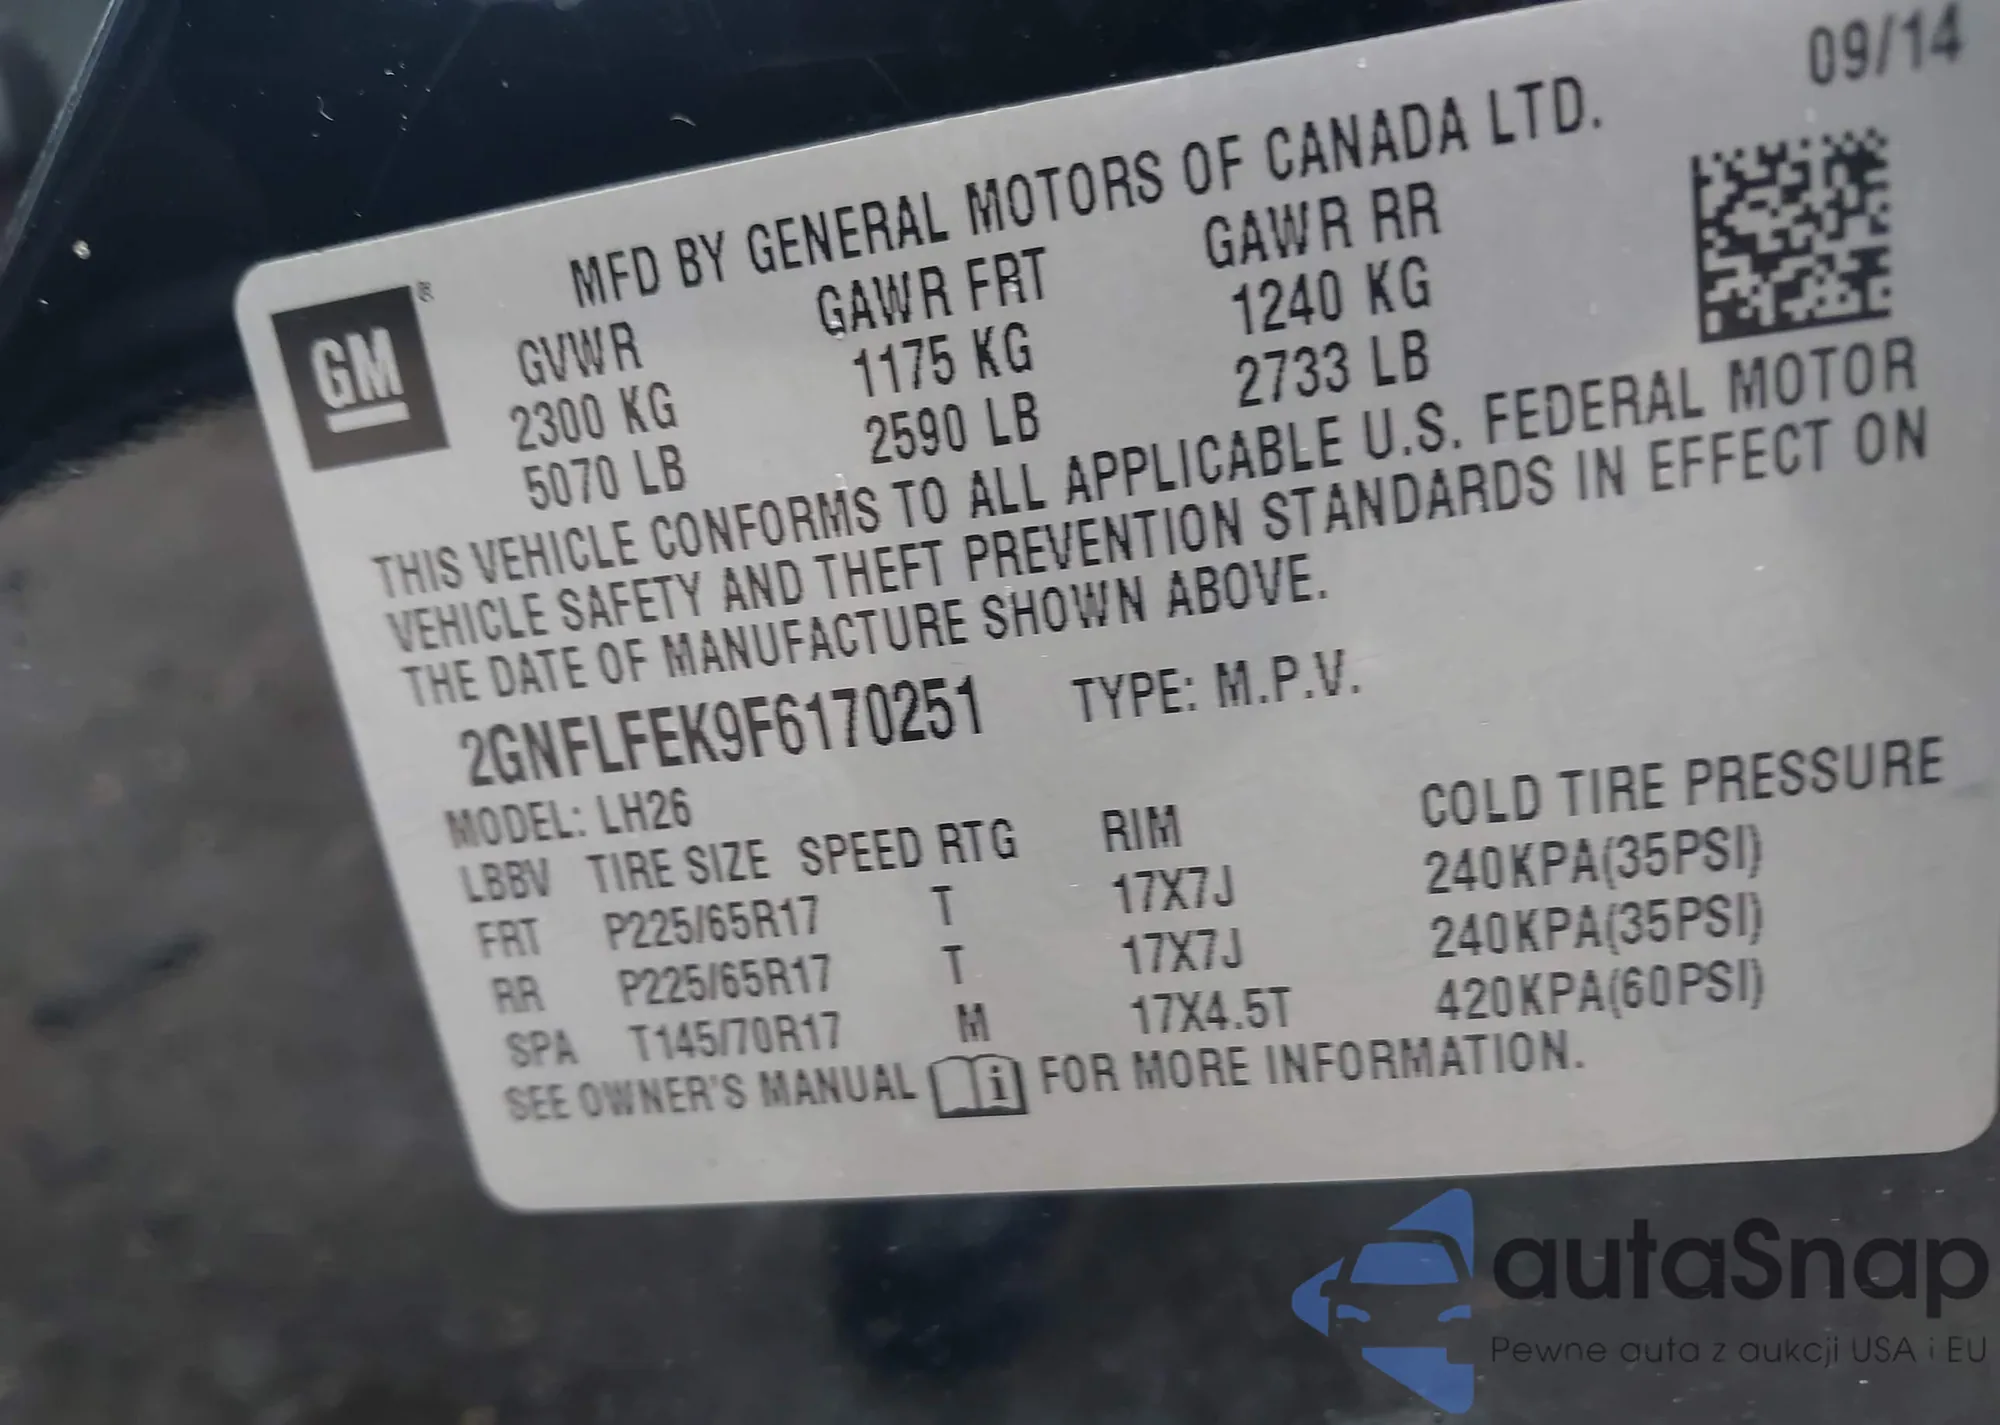 09/14
MFD BY GENERAL MOTORS OF CANADA LTD.
GM ®
GVWR GAWR FRT GAWR RR
2300 KG 1175 KG 1240 KG
5070 LB 2590 LB 2733 LB
THIS VEHICLE CONFORMS TO ALL APPLICABLE U.S. FEDERAL MOTOR
VEHICLE SAFETY AND THEFT PREVENTION STANDARDS IN EFFECT ON
THE DATE OF MANUFACTURE SHOWN ABOVE.
2GNFLFEK9F6170251 TYPE: M.P.V.
MODEL: LH26
LBBV TIRE SIZE SPEED RTG RIM COLD TIRE PRESSURE
FRT P225/65R17 T 17X7J 240KPA(35PSI)
RR P225/65R17 T 17X7J 240KPA(35PSI)
SPA T145/70R17 M 17X4.5T 420KPA(60PSI)
SEE OWNER'S MANUAL i FOR MORE INFORMATION.
autaSnap
Pewne auta z aukcji USA i EU